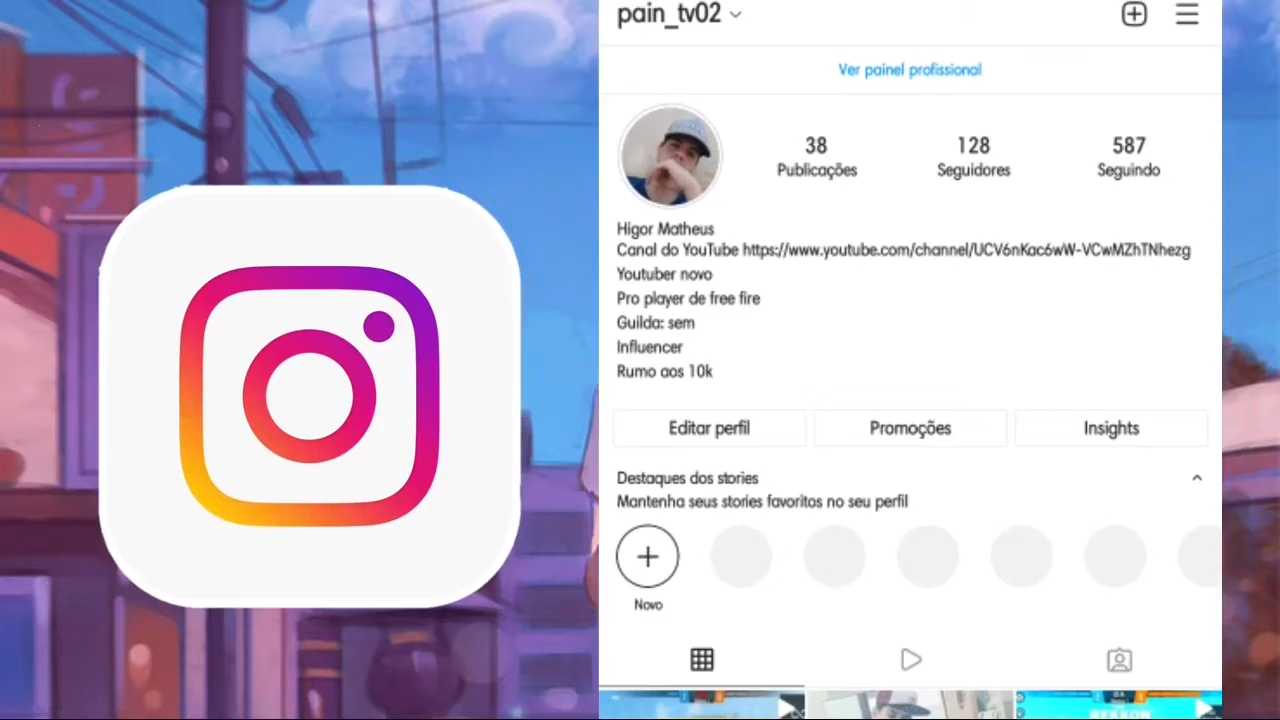 pain_tv02
Ver painel profissional
38 128 587
Publicações Seguidores Seguindo
Higor Matheus
Canal do YouTube https://www.youtube.com/channel/UCV6nKac6wW-VCwMZhTNhezg
Youtuber novo
Pro player de free fire
Guilda: sem
Influencer
Rumo aos 10k
Editar perfil Promoções Insights
Destaques dos stories
Mantenha seus stories favoritos no seu perfil
Novo